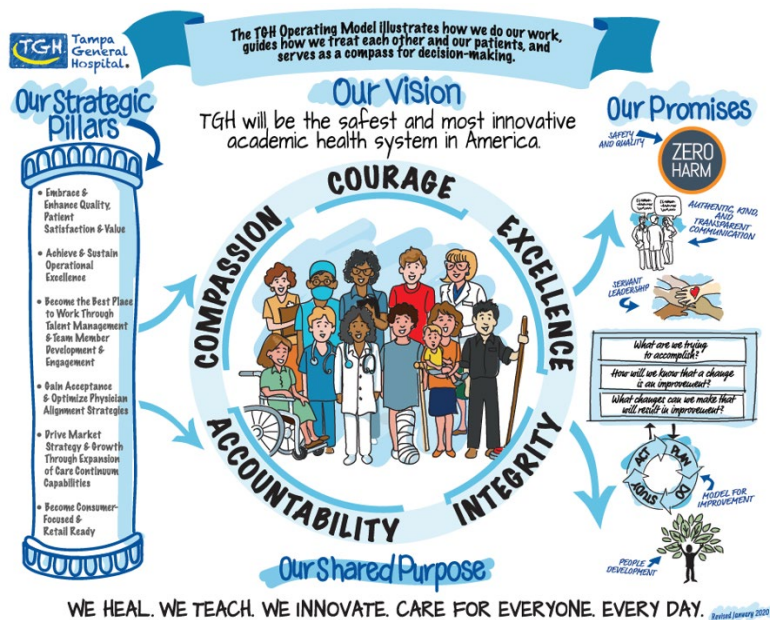 TGH
Tampa
General
Hospital.
The TGH Operating Model illustrates how we do our work,
guides how we treat each other and our patients, and
serves as a compass for decision-making.
Our Strategic
Pillars
• Embrace &
Enhance Quality,
Patient
Satisfaction & Value
• Achieve & Sustain
Operational
Excellence
• Become the Best Place
to Work Through
Talent Management
& Team Member
Development &
Engagement
• Gain Acceptance
& Optimize Physician
Alignment Strategies
• Drive Market
Strategy & Growth
Through Expansion
of Care Continuum
Capabilities
• Become Consumer-
Focused &
Retail Ready
Our Vision
TGH will be the safest and most innovative
academic health system in America.
COMPASSION
COURAGE
EXCELLENCE
INTEGRITY
ACCOUNTABILITY
Our Promises
SAFETY
AND QUALITY
ZERO
HARM
AUTHENTIC, KIND,
AND
TRANSPARENT
COMMUNICATION
SERVANT
LEADERSHIP
What are we trying
to accomplish?
How will we know that a change
is an improvement?
What changes can we make that
will result in improvement?
ACT
PLAN
DO
STUDY
MODEL FOR
IMPROVEMENT
PEOPLE
DEVELOPMENT
Our Shared Purpose
WE HEAL. WE TEACH. WE INNOVATE. CARE FOR EVERYONE. EVERY DAY.
Revised January 2020